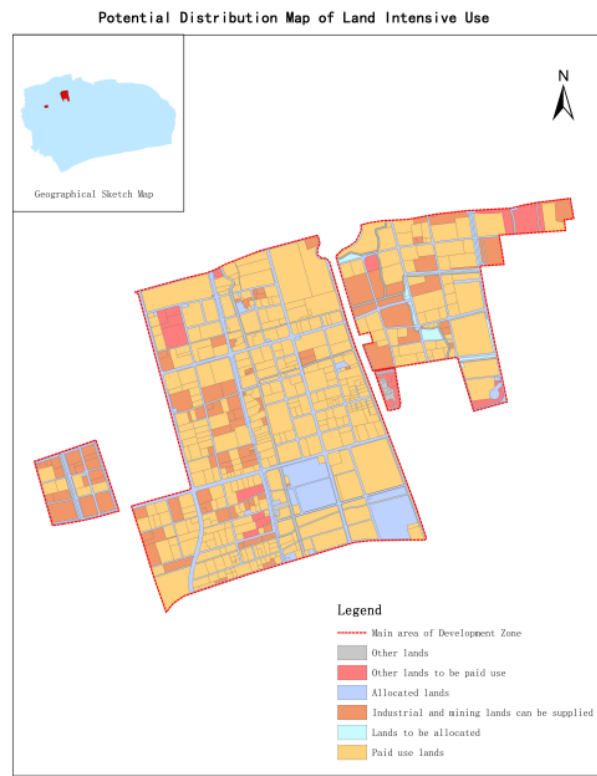 Potential Distribution Map of Land Intensive Use
N
Geographical Sketch Map
Legend
Main area of Development Zone
Other lands
Other lands to be paid use
Allocated lands
Industrial and mining lands can be supplied
Lands to be allocated
Paid use lands